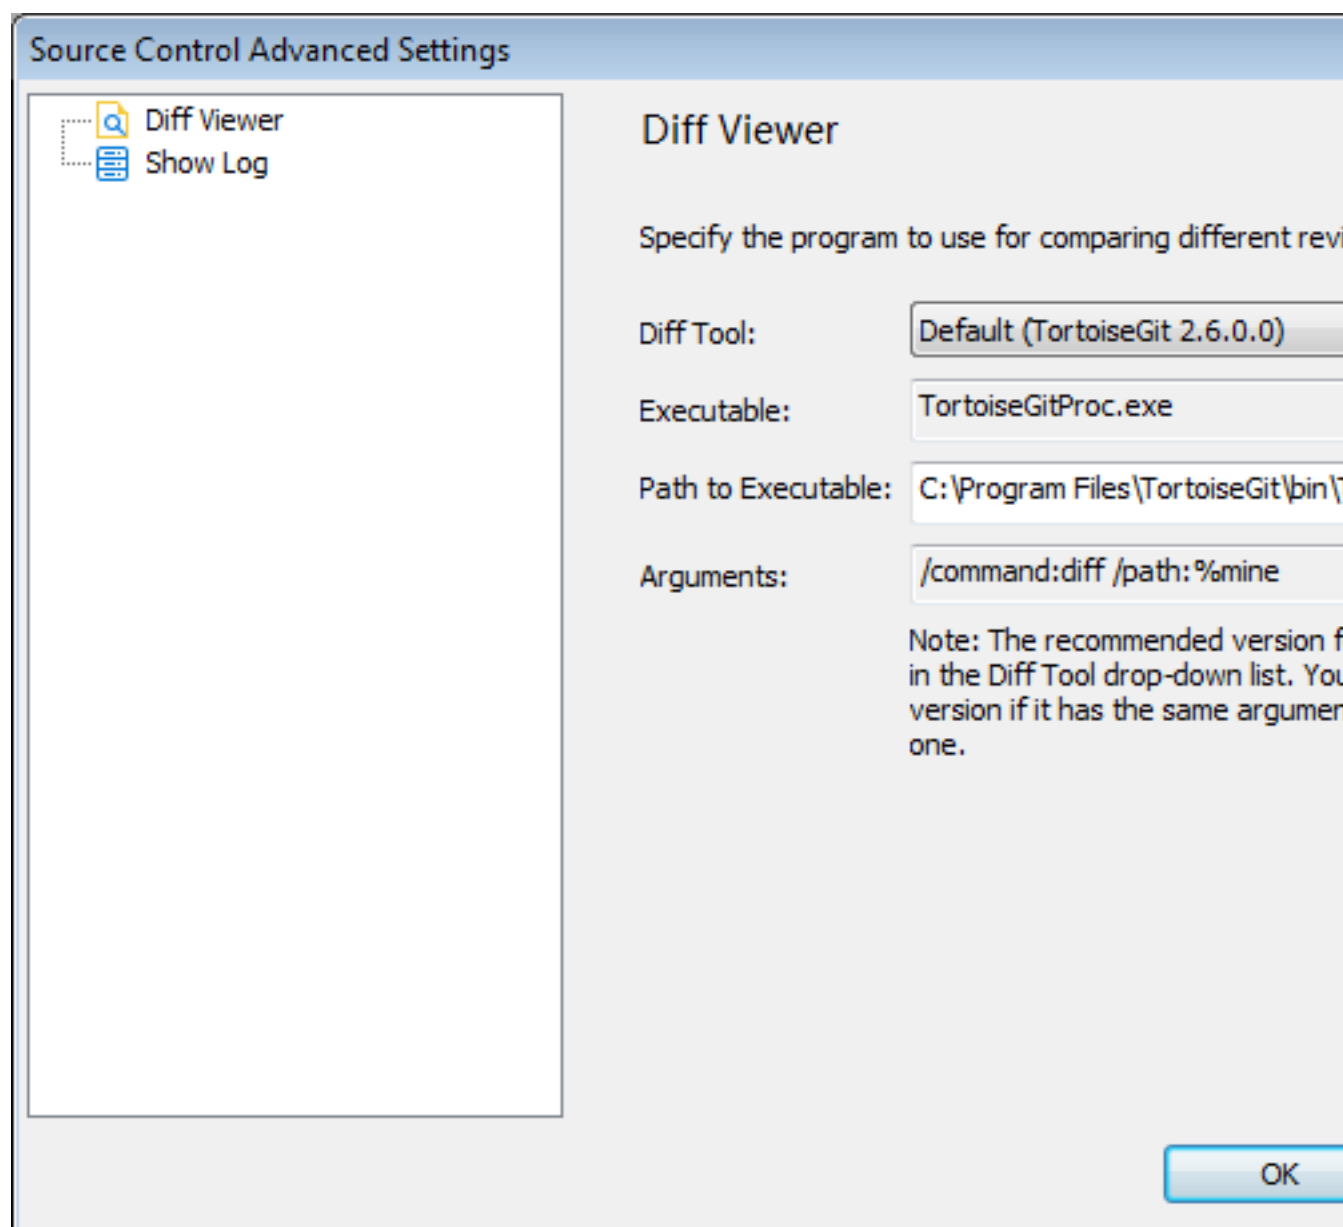 Source Control Advanced Settings
Diff Viewer
Show Log
Diff Viewer
Specify the program to use for comparing different
Diff Tool:
Default (TortoiseGit 2.6.0.0)
Executable:
TortoiseGitProc.exe
Path to Executable:
C:\Program Files\TortoiseGit\bin\
Arguments:
/command:diff /path:%mine
Note: The recommended version
in the Diff Tool drop-down list.
version if it has the same
one.
OK